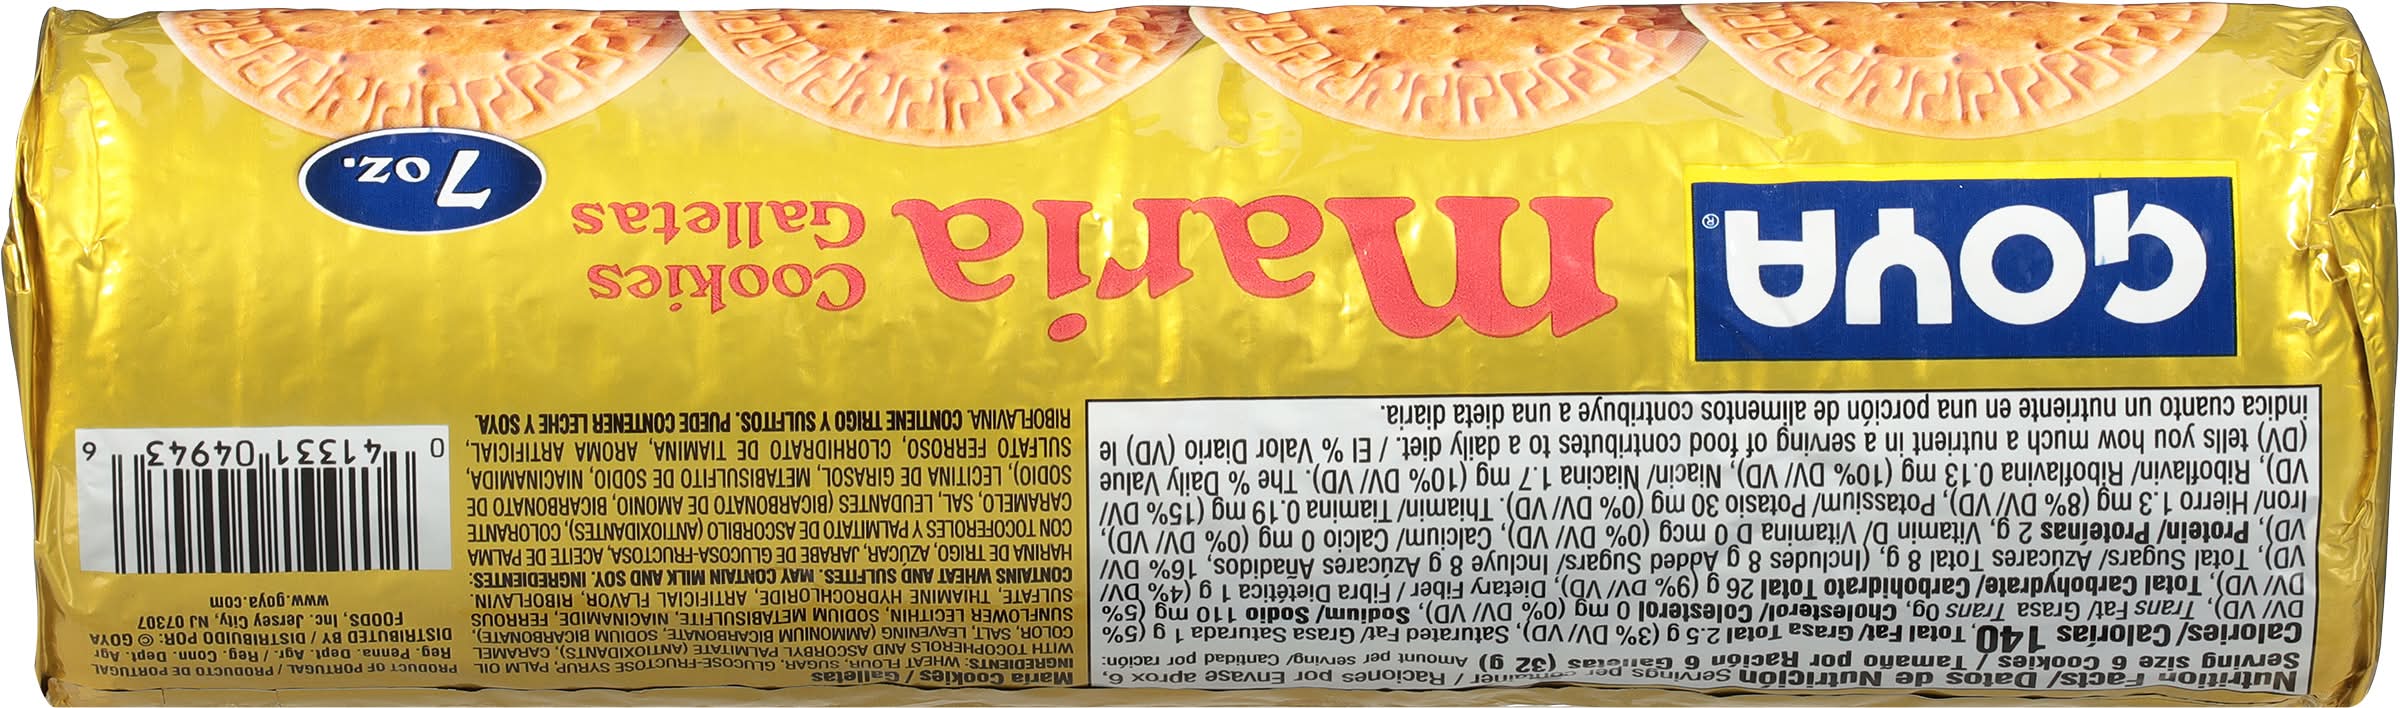 Nutrition Facts/ Datos de Nutrición Servings per container / Raciones por Envase aprox 6,
Serving size 6 Cookies / Tamaño por Ración 6 Galletas (32 g) Amount per serving/ Cantidad por ración:
Calories/ Calorías 140, Total Fat/ Grasa Total 2.5 g (3% DV/ VD), Saturated Fat/ Grasa Saturada 1 g (5%
DV/ VD), Trans Fat/ Grasa Trans 0g, Cholesterol/ Colesterol 0 mg (0% DV/ VD), Sodium/ Sodio 110 mg (5%
DV/ VD), Total Carbohydrate/ Carbohidrato Total 26 g (9% DV/ VD), Dietary Fiber / Fibra Dietética 1 g (4% DV/
VD), Total Sugars/ Azúcares Total 8 g, (Includes 8 g Added Sugars/ Incluye 8 g Azúcares Añadidos, 16% DV/
VD), Protein/ Proteínas 2 g, Vitamin D/ Vitamina D 0 mcg (0% DV/ VD), Calcium/ Calcio 0 mg (0% DV/ VD),
Iron/ Hierro 1.3 mg (8% DV/ VD), Potassium/ Potasio 30 mg (0% DV/ VD). Thiamin/ Tiamina 0.19 mg (15% DV/
VD), Riboflavin/ Riboflavina 0.13 mg (10% DV/ VD), Niacin/ Niacina 1.7 mg (10% DV/ VD). The % Daily Value
(DV) tells you how much a nutrient in a serving of food contributes to a daily diet. / El % Valor Diario (VD) le
indica cuanto un nutriente en una porción de alimentos contribuye a una dieta diaria.
Maria Cookies / Galletas
INGREDIENTS: WHEAT FLOUR, SUGAR, GLUCOSE-FRUCTOSE SYRUP, PALM OIL
WITH TOCOPHEROLS AND ASCORBYL PALMITATE (ANTIOXIDANTS), CARAMEL
COLOR, SALT, LEAVENING (AMMONIUM BICARBONATE, SODIUM BICARBONATE),
SUNFLOWER LECITHIN, SODIUM METABISULFITE, NIACINAMIDE, FERROUS
SULFATE, THIAMINE HYDROCHLORIDE, ARTIFICIAL FLAVOR, RIBOFLAVIN.
CONTAINS WHEAT AND SULFITES. MAY CONTAIN MILK AND SOY. INGREDIENTES:
HARINA DE TRIGO, AZÚCAR, JARABE DE GLUCOSA-FRUCTOSA, ACEITE DE PALMA
CON TOCOFEROLES Y PALMITATO DE ASCORBILO (ANTIOXIDANTES), COLORANTE
CARAMELO, SAL, LEUDANTES (BICARBONATO DE AMONIO, BICARBONATO DE
SODIO), LECITINA DE GIRASOL, METABISULFITO DE SODIO, NIACINAMIDA,
SULFATO FERROSO, CLORHIDRATO DE TIAMINA, AROMA ARTIFICIAL,
RIBOFLAVINA. CONTIENE TRIGO Y SULFITOS. PUEDE CONTENER LECHE Y SOYA.
PRODUCT OF PORTUGAL / PRODUCTO DE PORTUGAL
Reg. Penna. Dept. Agr. / Reg. Conn. Dept. Agr
DISTRIBUTED BY / DISTRIBUIDO POR: © GOYA
FOODS, Inc. Jersey City, NJ 07307
www.goya.com
0 41331 04943 6
GOYA®
Maria
Cookies
Galletas
7 oz.